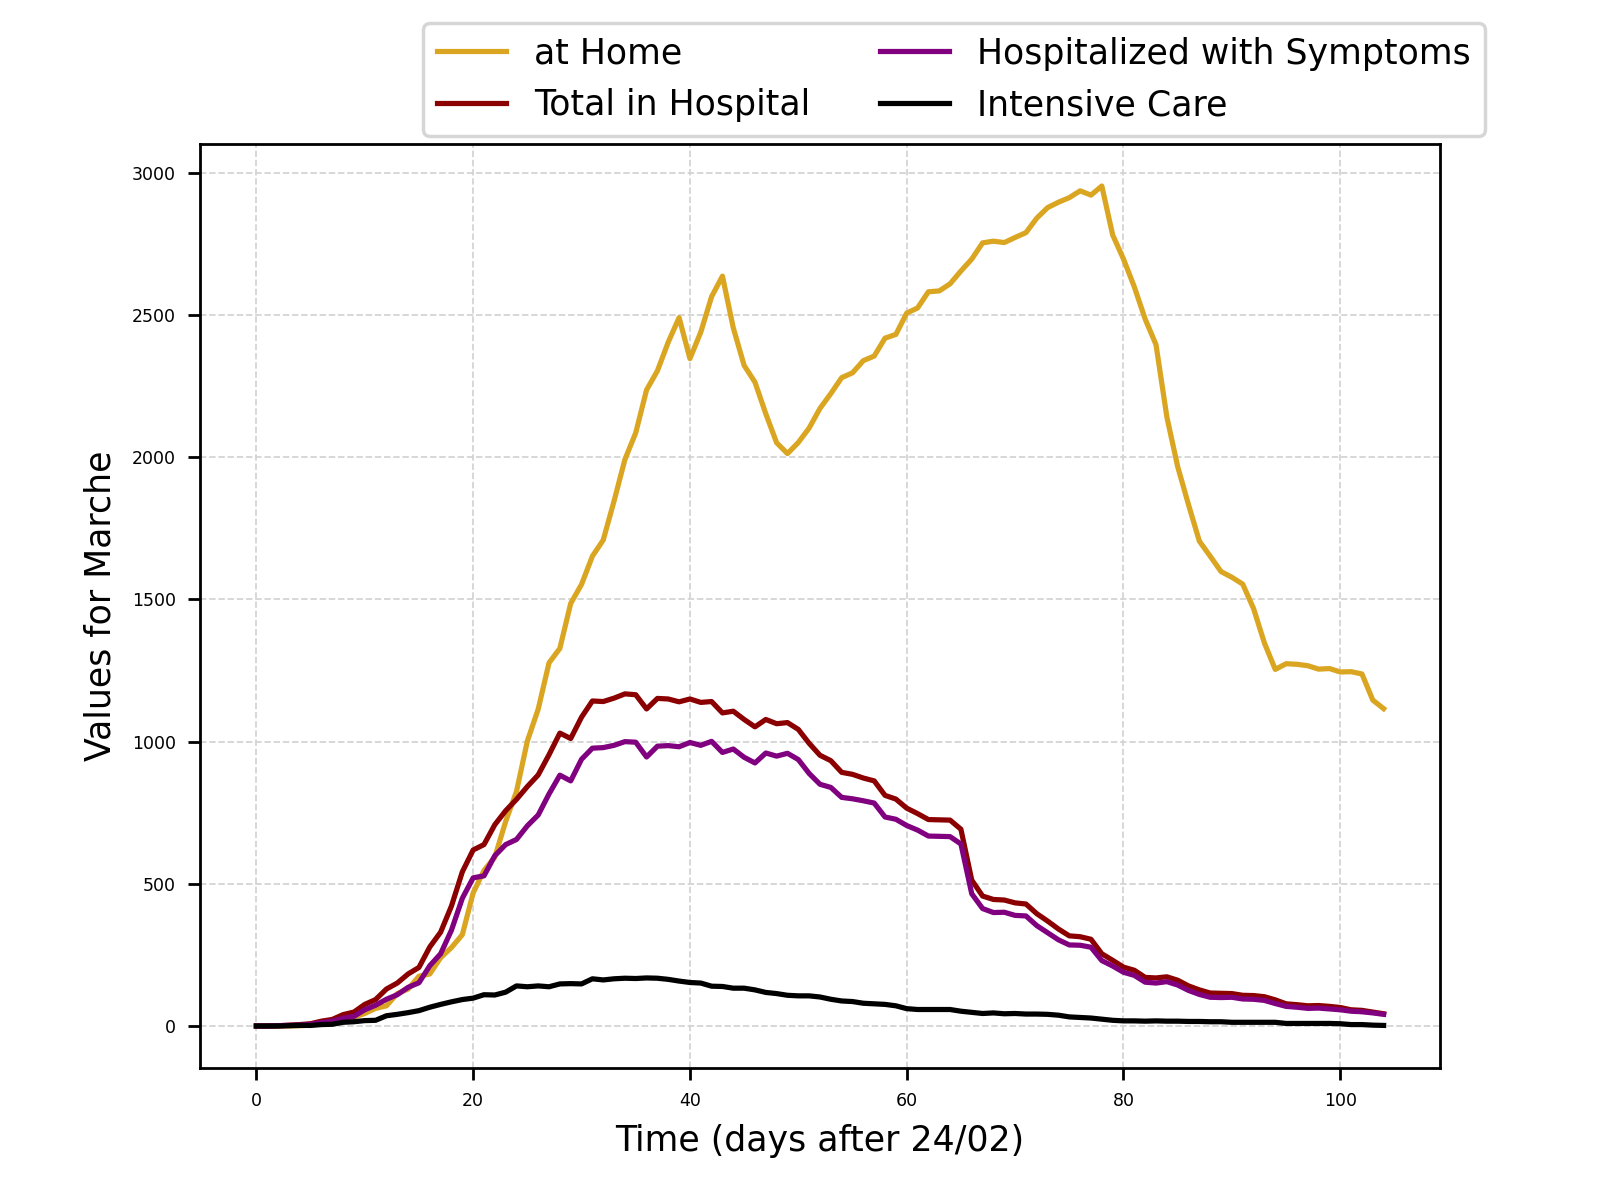 at Home
Total in Hospital
Hospitalized with Symptoms
Intensive Care
3000
2500
2000
1500
1000
500
0
Values for Marche
0 20 40 60 80 100
Time (days after 24/02)